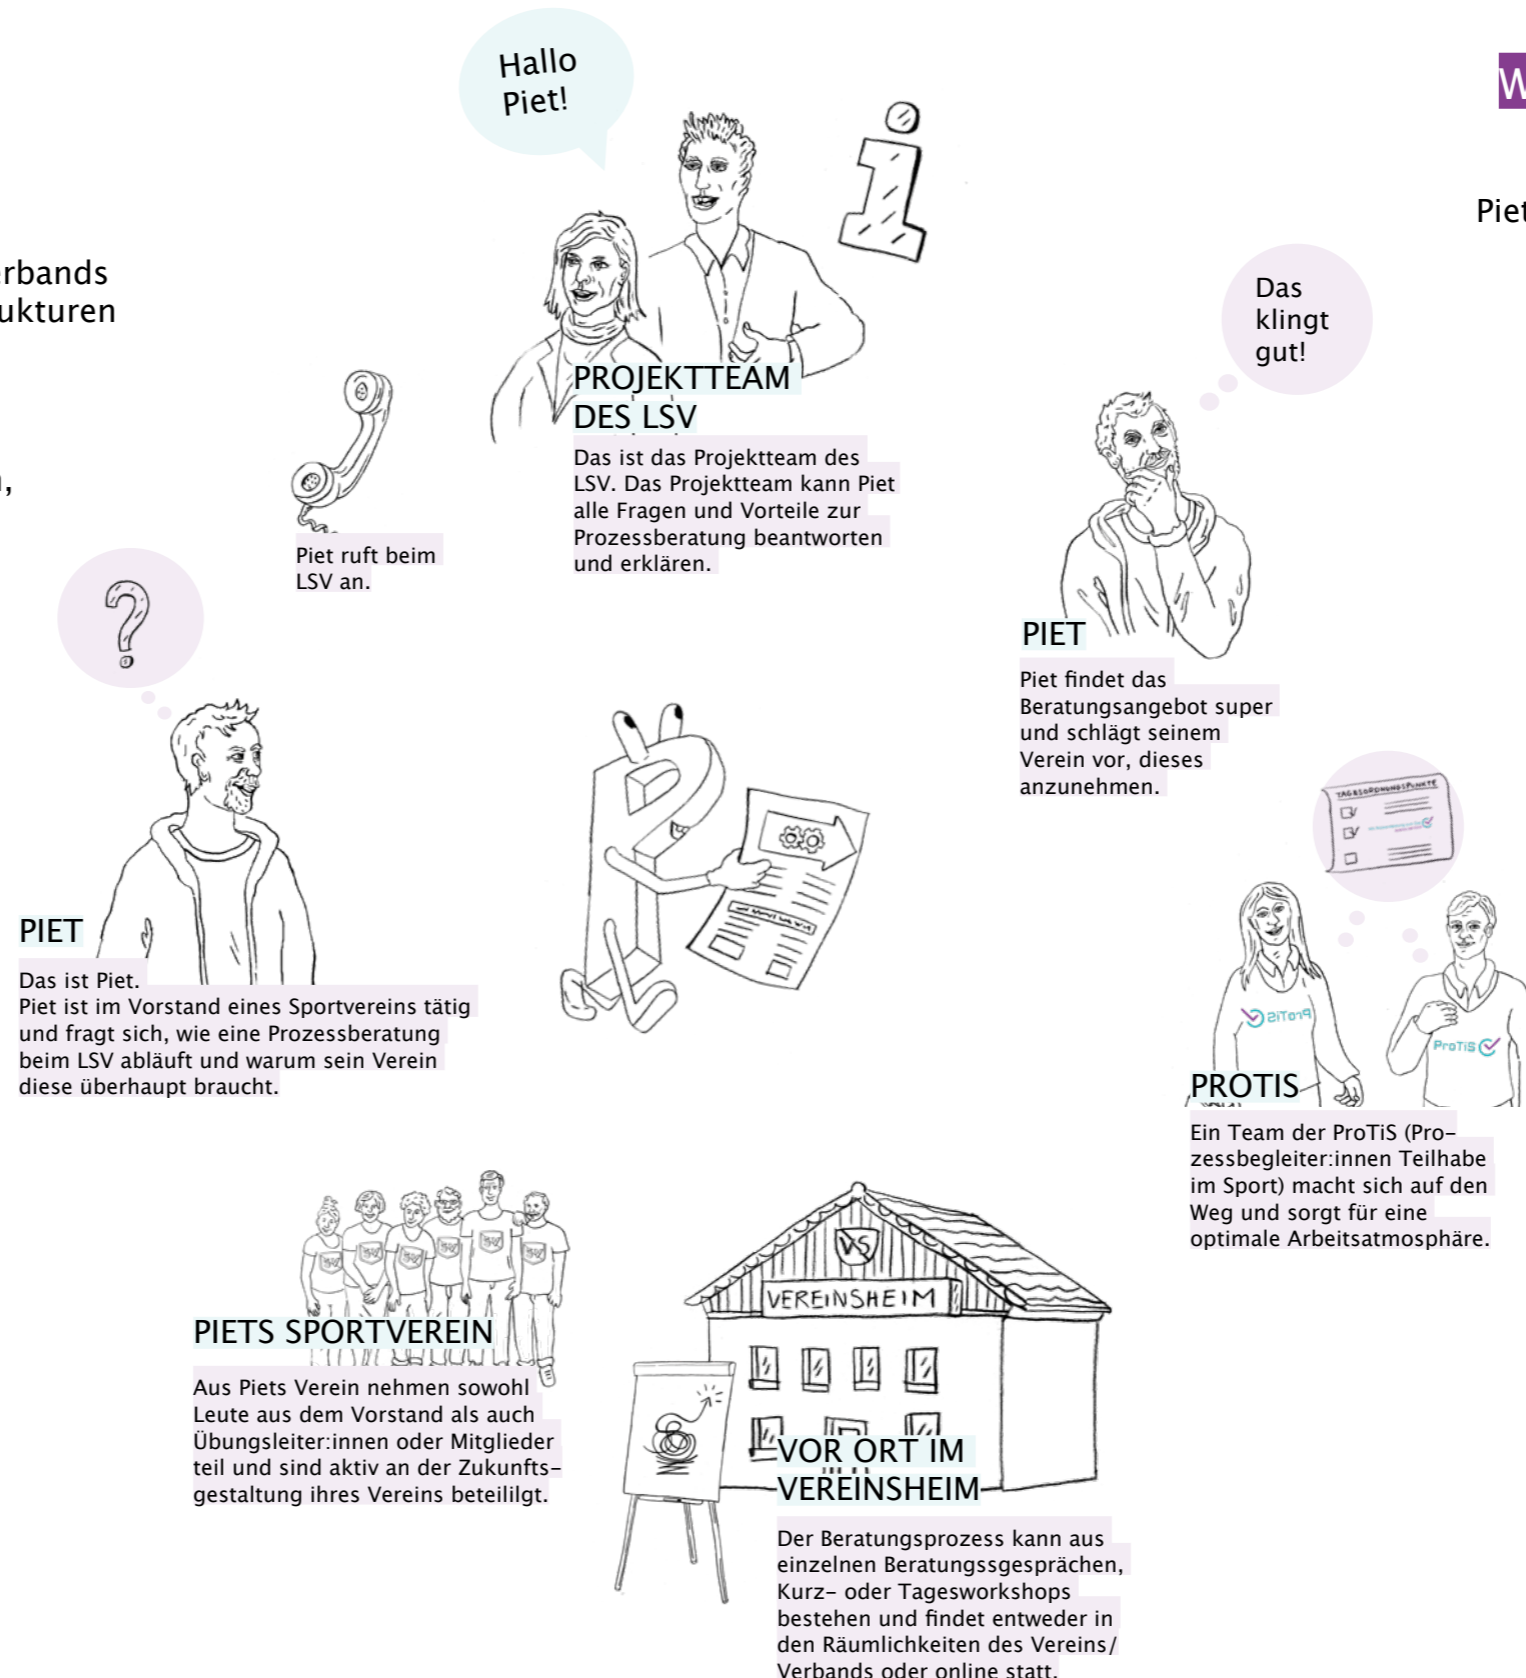 Hallo
Piet!
W
Piet
erbands
ukturen
Das
klingt
gut!
PROJEKTTEAM
DES LSV
Das ist das Projektteam des
LSV. Das Projektteam kann Piet
alle Fragen und Vorteile zur
Prozessberatung beantworten
und erklären.
,
Piet ruft beim
LSV an.
?
PIET
Piet findet das
Beratungsangebot super
und schlägt seinem
Verein vor, dieses
anzunehmen.
TAGESORDNUNGSPUNKTE
PIET
Das ist Piet.
Piet ist im Vorstand eines Sportvereins tätig
und fragt sich, wie eine Prozessberatung
beim LSV abläuft und warum sein Verein
diese überhaupt braucht.
ProTiS
ProTiS
PROTIS
Ein Team der ProTiS (Pro-
zessbegleiter:innen Teilhabe
im Sport) macht sich auf den
Weg und sorgt für eine
optimale Arbeitsatmosphäre.
VS
VEREINSHEIM
PIETS SPORTVEREIN
Aus Piets Verein nehmen sowohl
Leute aus dem Vorstand als auch
Übungsleiter:innen oder Mitglieder
teil und sind aktiv an der Zukunfts-
gestaltung ihres Vereins beteililgt.
VOR ORT IM
VEREINSHEIM
Der Beratungsprozess kann aus
einzelnen Beratungssgesprächen,
Kurz- oder Tagesworkshops
bestehen und findet entweder in
den Räumlichkeiten des Vereins/
Verbands oder online statt.